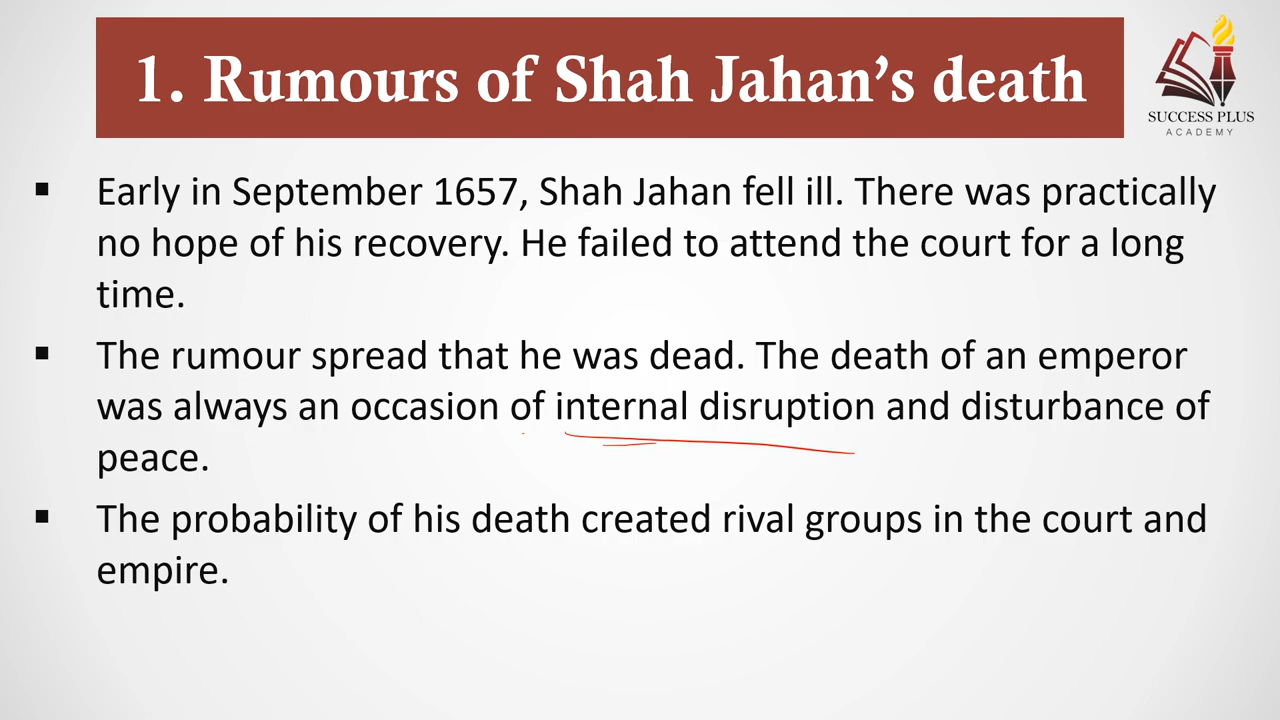 1. Rumours of Shah Jahan’s death
SUCCESS PLUS
ACADEMY
▪ Early in September 1657, Shah Jahan fell ill. There was practically
no hope of his recovery. He failed to attend the court for a long
time.
▪ The rumour spread that he was dead. The death of an emperor
was always an occasion of internal disruption and disturbance of
peace.
▪ The probability of his death created rival groups in the court and
empire.